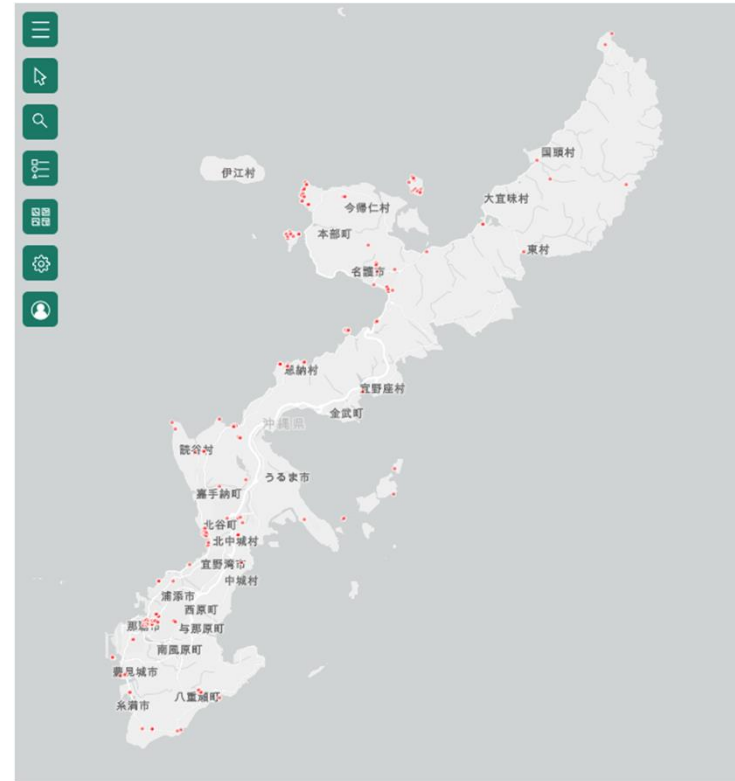 国頭村
伊江村
大宜味村
今帰仁村
本部町
東村
名護市
恩納村
宜野座村
金武町
沖縄県
読谷村
うるま市
嘉手納町
北谷町
北中城村
宜野湾市
中城村
浦添市
西原町
那覇市
与那原町
南風原町
豊見城市
八重瀬町
糸満市